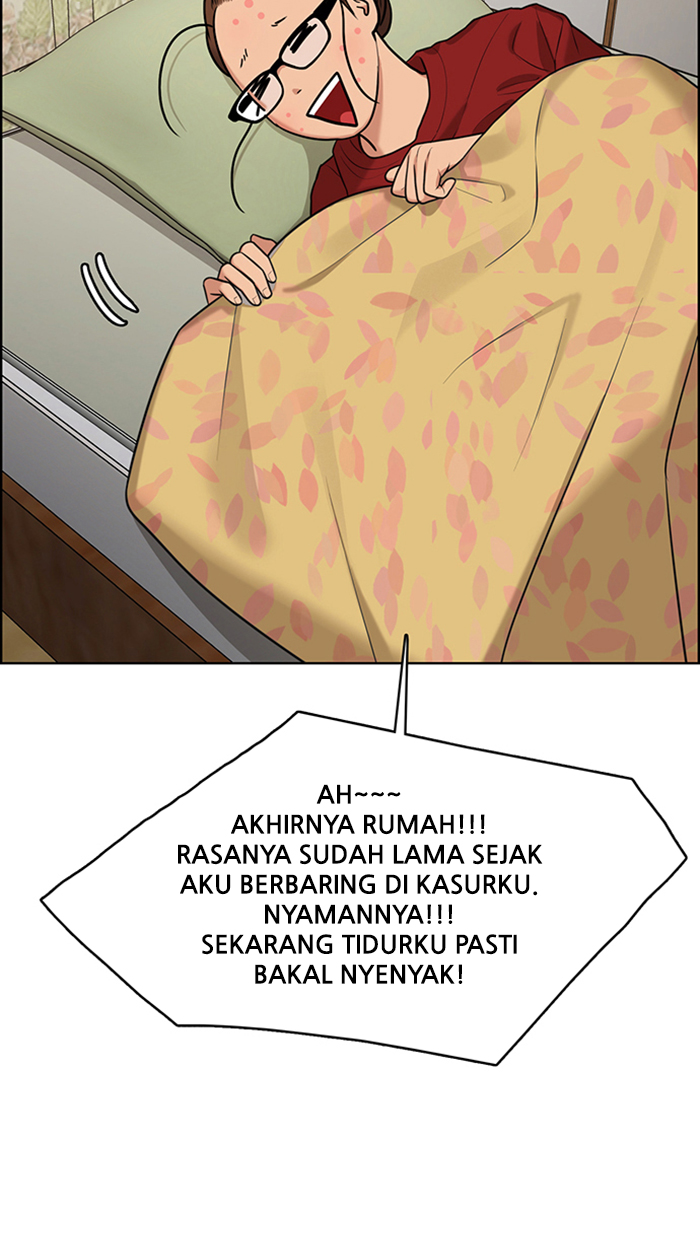 AH~~~
AKHIRNYA RUMAH!!!
RASANYA SUDAH LAMA SEJAK
AKU BERBARING DI KASURKU.
NYAMANNYA!!!
SEKARANG TIDURKU PASTI
BAKAL NYENYAK!